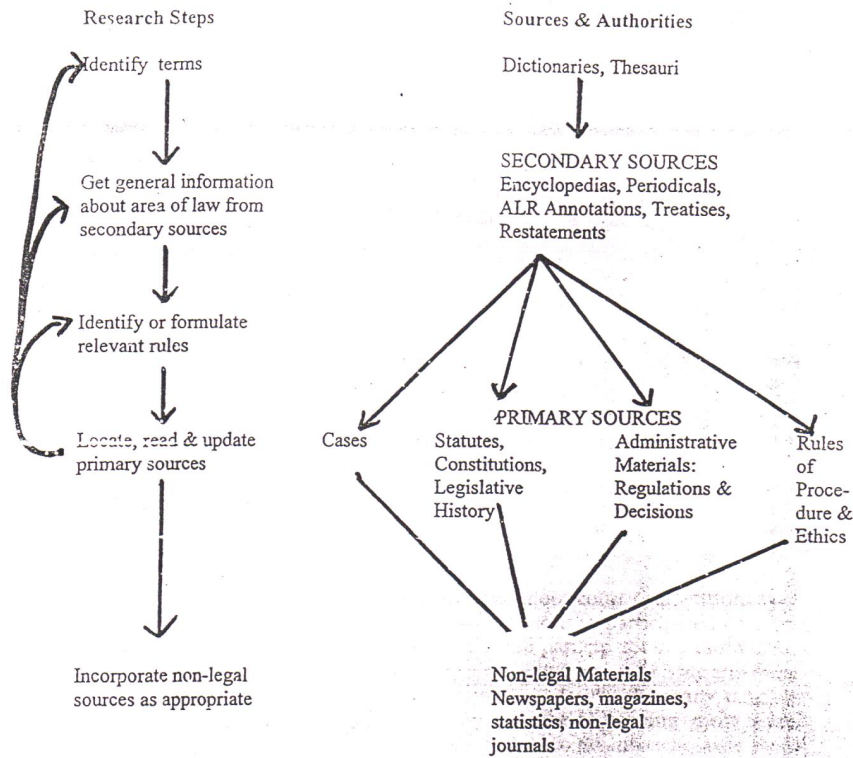 Research Steps
Identify terms
Get general information
about area of law from
secondary sources
Identify or formulate
relevant rules
Locate, read & update
primary sources
Incorporate non-legal
sources as appropriate
Sources & Authorities
Dictionaries, Thesauri
SECONDARY SOURCES
Encyclopedias, Periodicals,
ALR Annotations, Treatises,
Restatements
PRIMARY SOURCES
Cases
Statutes,
Constitutions,
Legislative
History
Administrative
Materials:
Regulations &
Decisions
Rules
of
Proce-
dure &
Ethics
Non-legal Materials
Newspapers, magazines,
statistics, non-legal
journals